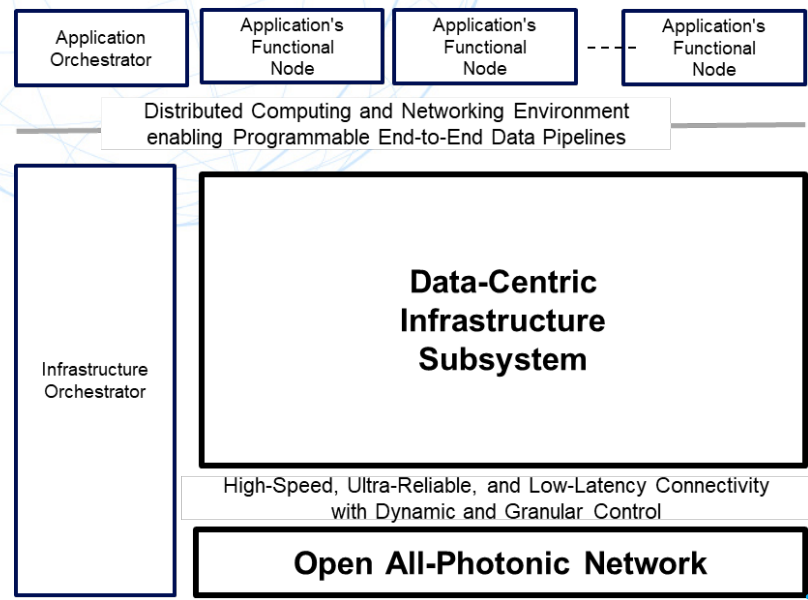 Application
Orchestrator
Application's
Functional
Node
Application's
Functional
Node
Application's
Functional
Node
Distributed Computing and Networking Environment
enabling Programmable End-to-End Data Pipelines
Infrastructure
Orchestrator
Data-Centric
Infrastructure
Subsystem
High-Speed, Ultra-Reliable, and Low-Latency Connectivity
with Dynamic and Granular Control
Open All-Photonic Network